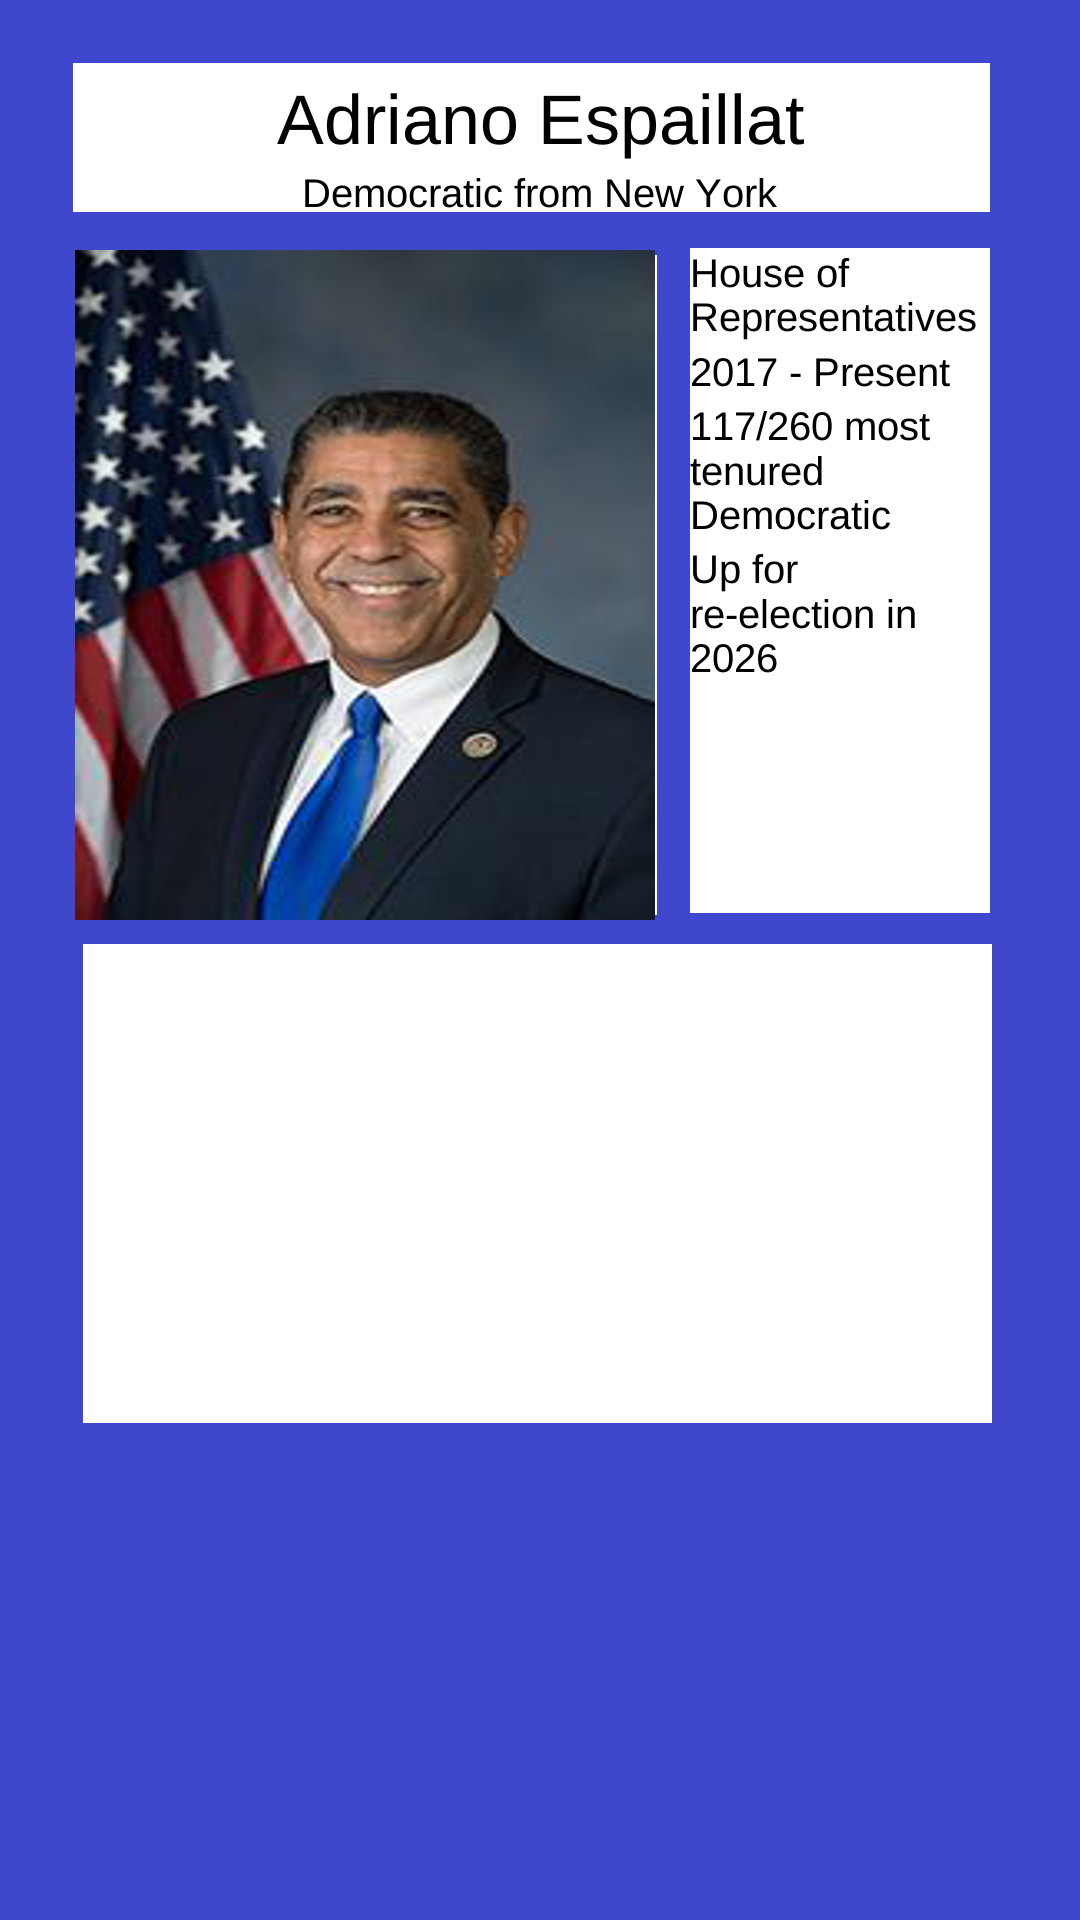 Adriano Espaillat
Democratic from New York
House of
Representatives
2017 - Present
117/260 most
tenured
Democratic
Up for
re-election in
2026